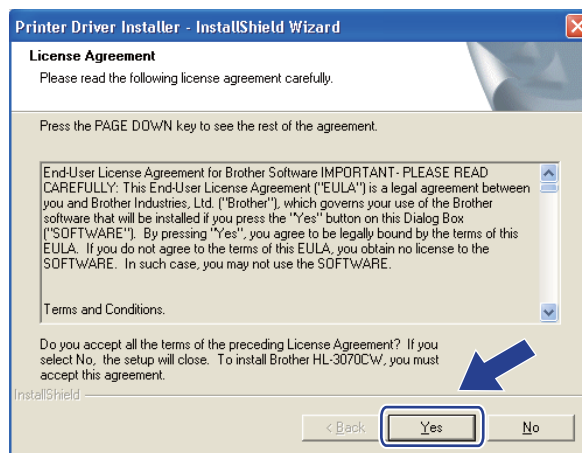 Printer Driver Installer - InstallShield Wizard
License Agreement
Please read the following license agreement carefully.
Press the PAGE DOWN key to see the rest of the agreement.
End-User License Agreement for Brother Software IMPORTANT- PLEASE READ
CAREFULLY: This End-User License Agreement ("EULA") is a legal agreement between
you and Brother Industries, Ltd. ("Brother"), which governs your use of the Brother
software that will be installed if you press the "Yes" button on this Dialog Box
("SOFTWARE"). By pressing "Yes", you agree to be legally bound by the terms of this
EULA. If you do not agree to the terms of this EULA, you obtain no license to the
SOFTWARE. In such case, you may not use the SOFTWARE.
Terms and Conditions.
Do you accept all the terms of the preceding License Agreement? If you
select No, the setup will close. To install Brother HL-3070CW, you must
accept this agreement.
InstallShield
< Back Yes No